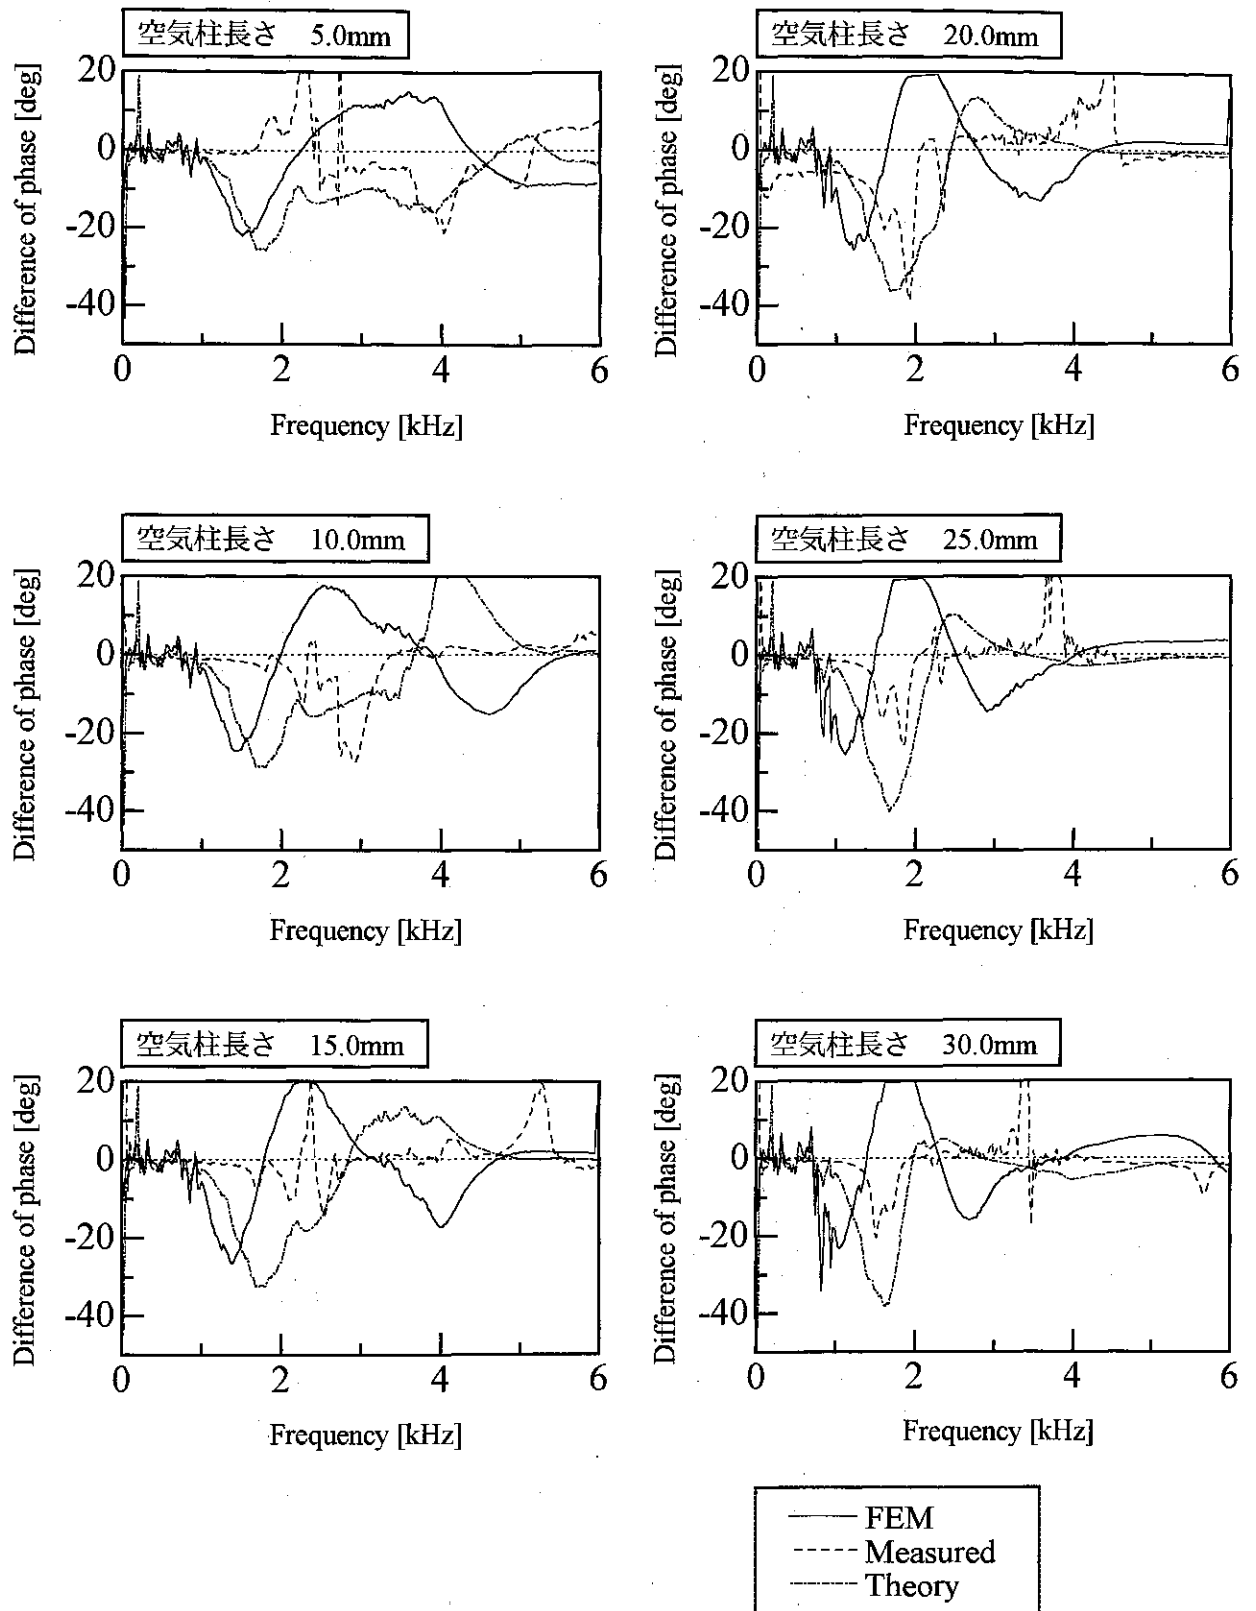 空気柱長さ 5.0mm
Difference of phase [deg]
20
0
-20
-40
0 2 4 6
Frequency [kHz]
空気柱長さ 20.0mm
Difference of phase [deg]
20
0
-20
-40
0 2 4 6
Frequency [kHz]
空気柱長さ 10.0mm
Difference of phase [deg]
20
0
-20
-40
0 2 4 6
Frequency [kHz]
空気柱長さ 25.0mm
Difference of phase [deg]
20
0
-20
-40
0 2 4 6
Frequency [kHz]
空気柱長さ 15.0mm
Difference of phase [deg]
20
0
-20
-40
0 2 4 6
Frequency [kHz]
空気柱長さ 30.0mm
Difference of phase [deg]
20
0
-20
-40
0 2 4 6
Frequency [kHz]
FEM
Measured
Theory